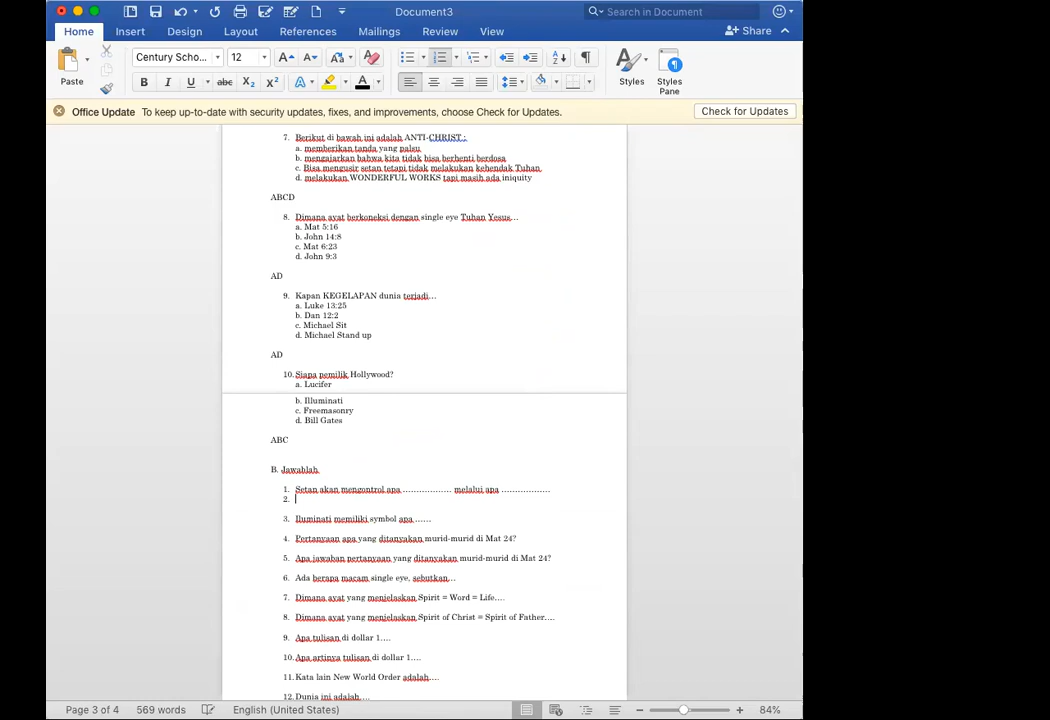 Document3
Search in Document
Home Insert Design Layout References Mailings Review View Share
Paste
Century Scho... 12
Styles
Styles Pane
Office Update To keep up-to-date with security updates, fixes, and improvements, choose Check for Updates.
Check for Updates
7. Berikut di bawah ini adalah ANTI-CHRIST :
a. memberikan tanda yang palsu
b. mengajarkan bahwa kita tidak bisa berhenti berdosa
c. Bisa mengusir setan tetapi tidak melakukan kehendak Tuhan
d. melakukan WONDERFUL WORKS tapi masih ada iniquity
ABCD
8. Dimana ayat berkoneksi dengan single eye Tuhan Yesus…
a. Mat 5:16
b. John 14:8
c. Mat 6:23
d. John 9:3
AD
9. Kapan KEGELAPAN dunia terjadi…
a. Luke 13:25
b. Dan 12:2
c. Michael Sit
d. Michael Stand up
AD
10. Siapa pemilik Hollywood?
a. Lucifer
b. Illuminati
c. Freemasonry
d. Bill Gates
ABC
B. Jawablah
1. Setan akan mengontrol apa ……………… melalui apa ………………
2.
3. Iluminati memiliki symbol apa ……
4. Pertanyaan apa yang ditanyakan murid-murid di Mat 24?
5. Apa jawaban pertanyaan yang ditanyakan murid-murid di Mat 24?
6. Ada berapa macam single eye, sebutkan…
7. Dimana ayat yang menjelaskan Spirit = Word = Life….
8. Dimana ayat yang menjelaskan Spirit of Christ = Spirit of Father….
9. Apa tulisan di dollar 1….
10. Apa artinya tulisan di dollar 1….
11. Kata lain New World Order adalah….
12. Dunia ini adalah….
Page 3 of 4 569 words English (United States) 84%